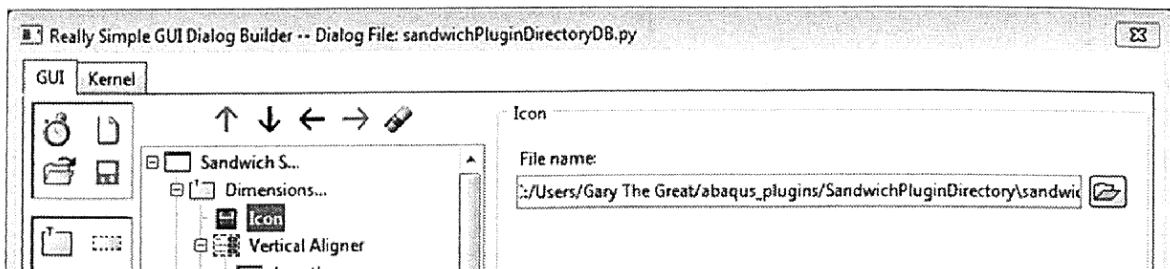 Really Simple GUI Dialog Builder -- Dialog File: sandwichPluginDirectoryDB.py
GUI Kernel
Icon
Sandwich S...
File name:
Dimensions...
:/Users/Gary The Great/abaqus_plugins/SandwichPluginDirectory\sandwic
Icon
Vertical Aligner